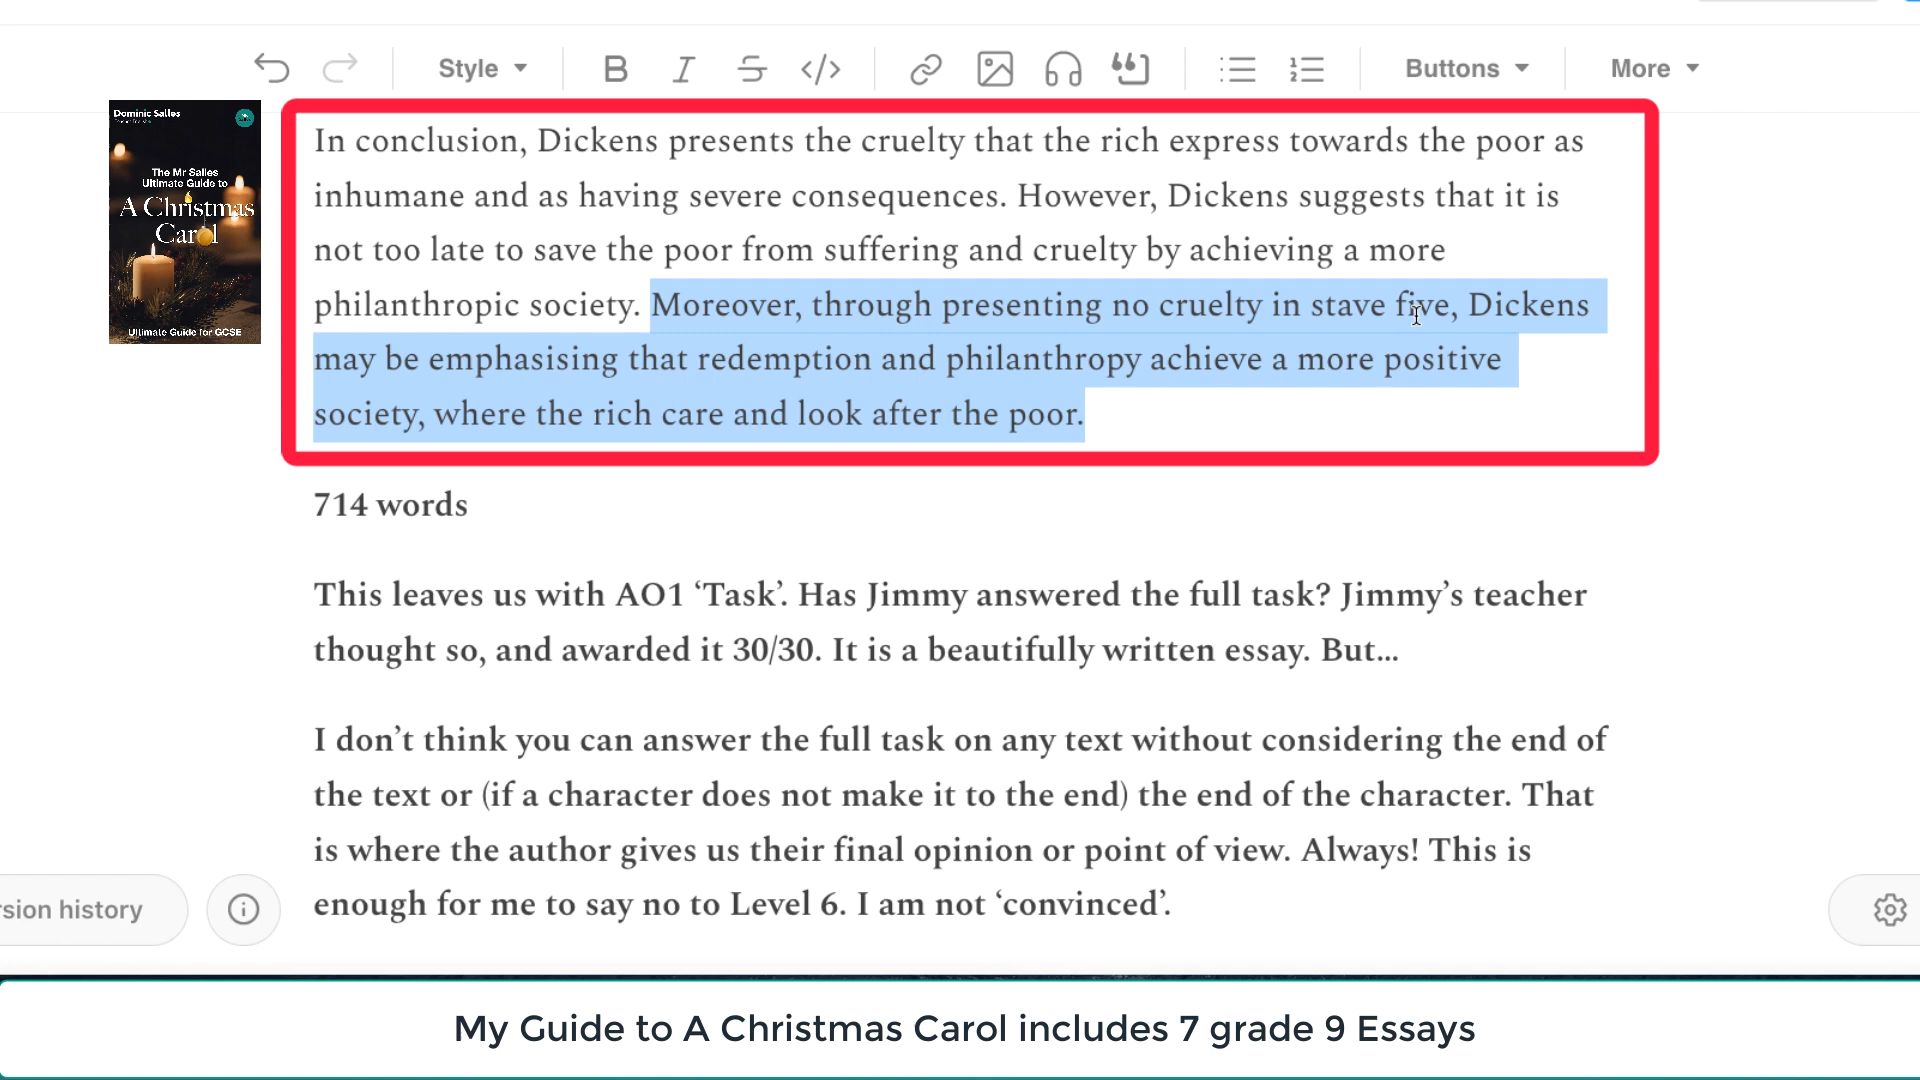 Style
B
I
S
Buttons
More
Dominic Salles
The Mr Salles
Ultimate Guide to
A Christmas
Carol
Ultimate Guide for GCSE
In conclusion, Dickens presents the cruelty that the rich express towards the poor as
inhumane and as having severe consequences. However, Dickens suggests that it is
not too late to save the poor from suffering and cruelty by achieving a more
philanthropic society. Moreover, through presenting no cruelty in stave five, Dickens
may be emphasising that redemption and philanthropy achieve a more positive
society, where the rich care and look after the poor.
714 words
This leaves us with AO1 ‘Task’. Has Jimmy answered the full task? Jimmy’s teacher
thought so, and awarded it 30/30. It is a beautifully written essay. But...
I don’t think you can answer the full task on any text without considering the end of
the text or (if a character does not make it to the end) the end of the character. That
is where the author gives us their final opinion or point of view. Always! This is
enough for me to say no to Level 6. I am not ‘convinced’.
rsion history
My Guide to A Christmas Carol includes 7 grade 9 Essays